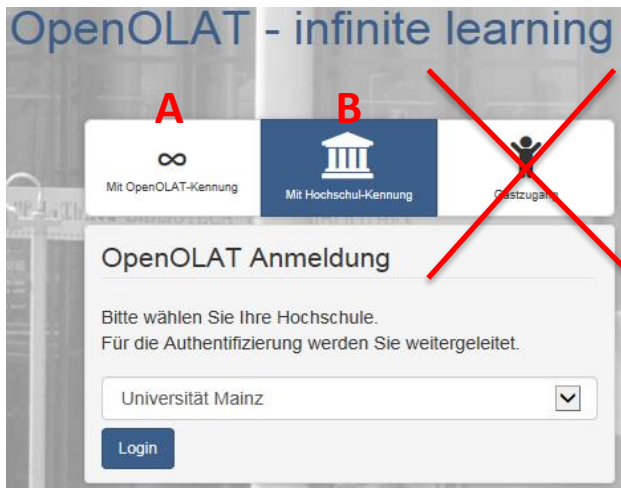 OpenOLAT - infinite learning
A
B
Mit OpenOLAT-Kennung
Mit Hochschul-Kennung
Gastzugang
OpenOLAT Anmeldung
Bitte wählen Sie Ihre Hochschule.
Für die Authentifizierung werden Sie weitergeleitet.
Universität Mainz
Login